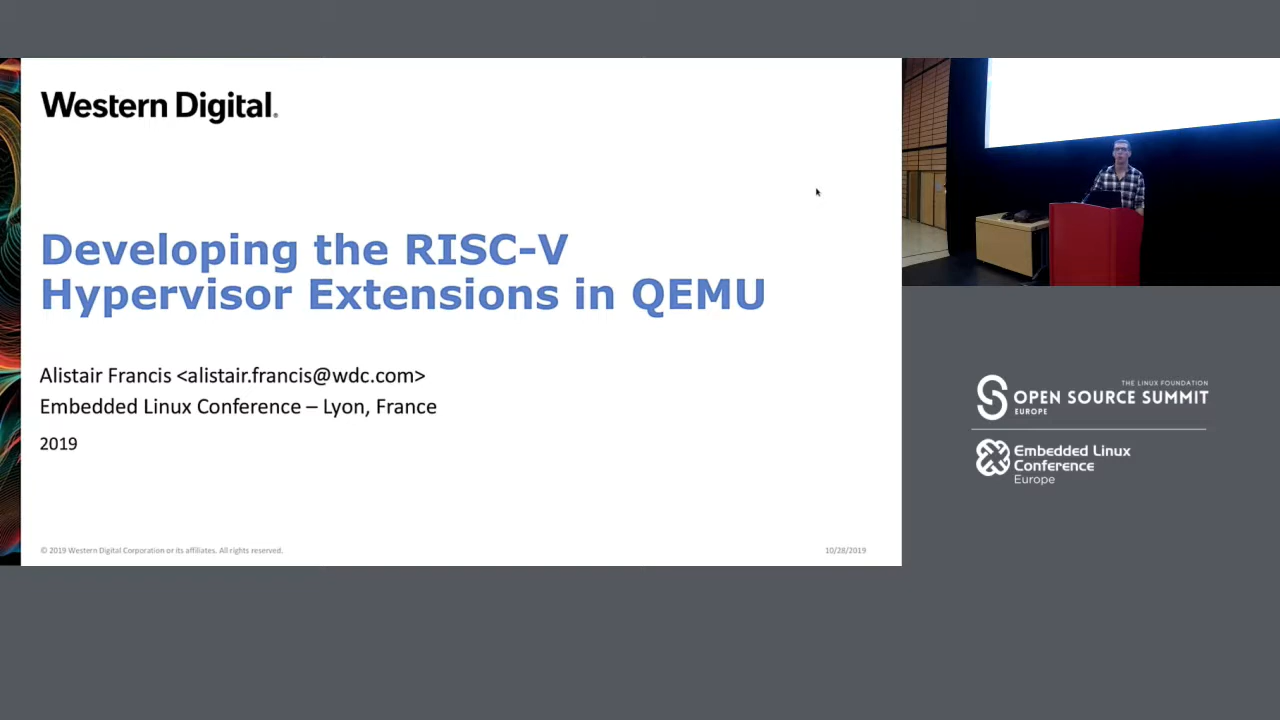 Western Digital.
Developing the RISC-V
Hypervisor Extensions in QEMU
Alistair Francis <alistair.francis@wdc.com>
Embedded Linux Conference – Lyon, France
2019
© 2019 Western Digital Corporation or its affiliates. All rights reserved.
10/28/2019
THE LINUX FOUNDATION
OPEN SOURCE SUMMIT
EUROPE
Embedded Linux
Conference
Europe